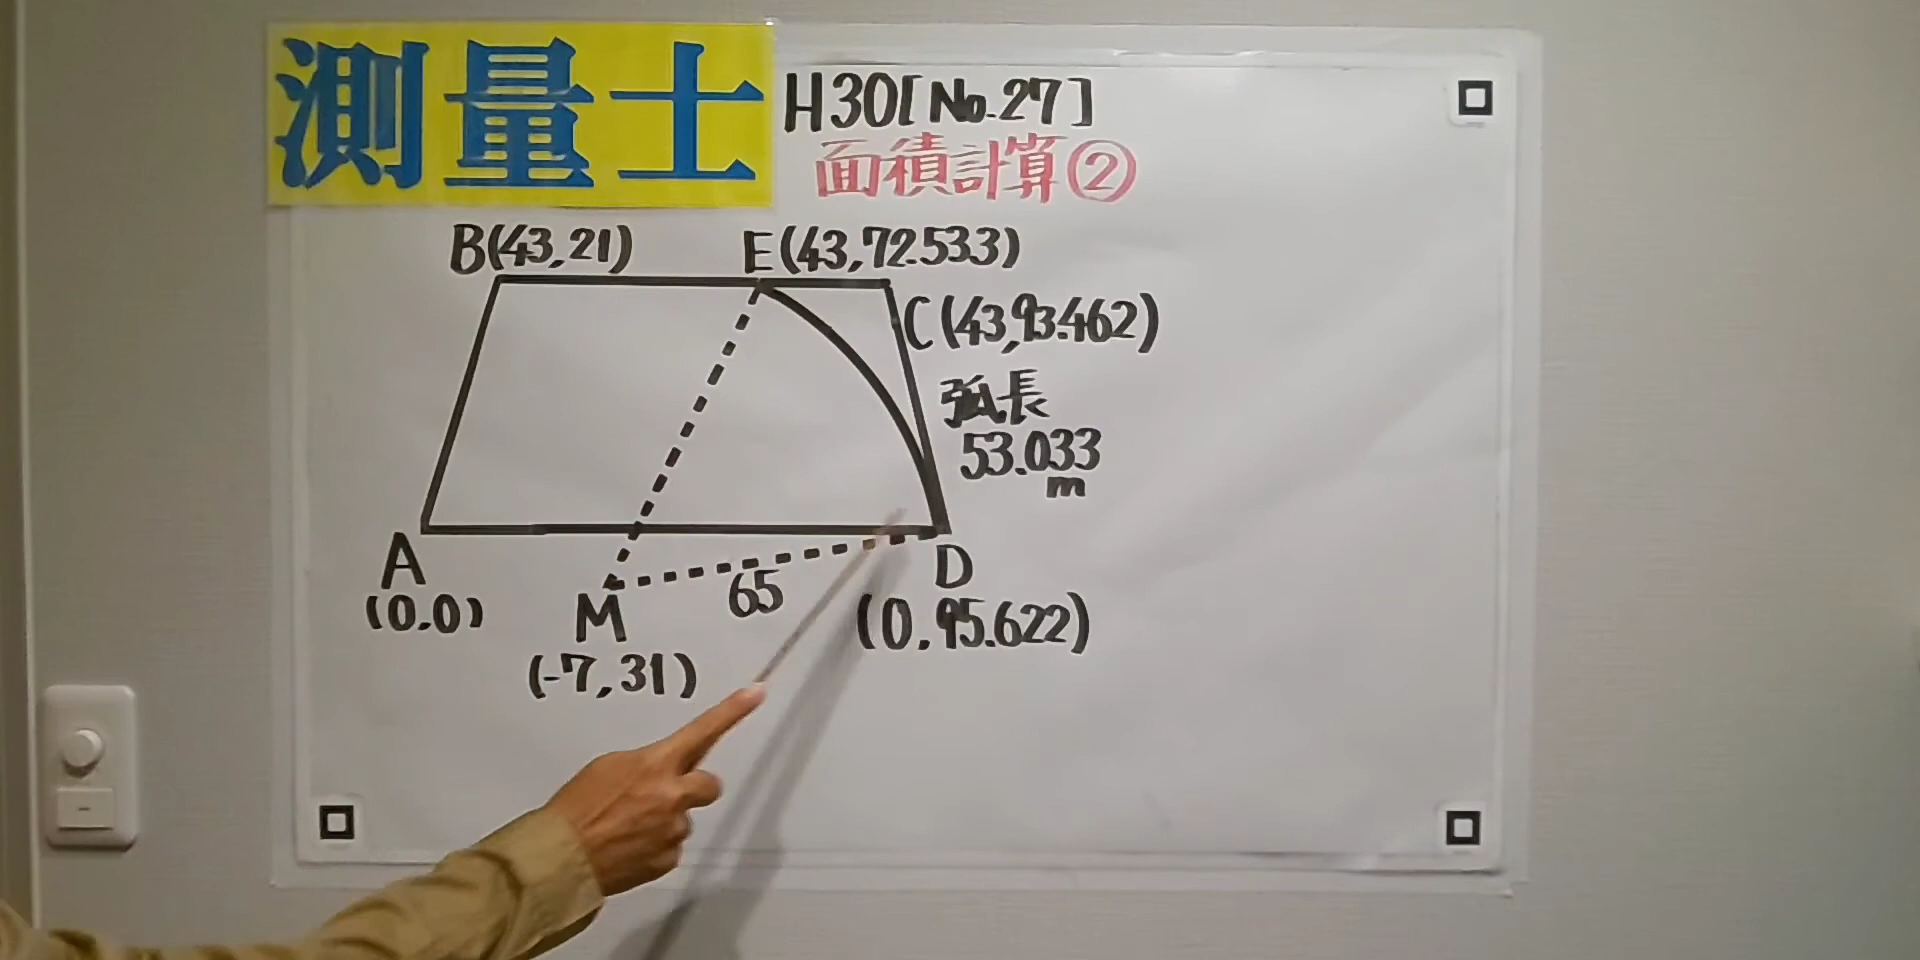 測量士
H30[No.27]
面積計算②
B(43,21)
E(43,72.533)
C(43,93.462)
弧長
53.033
m
A
(0,0)
M
(-7,31)
65
D
(0,95.622)